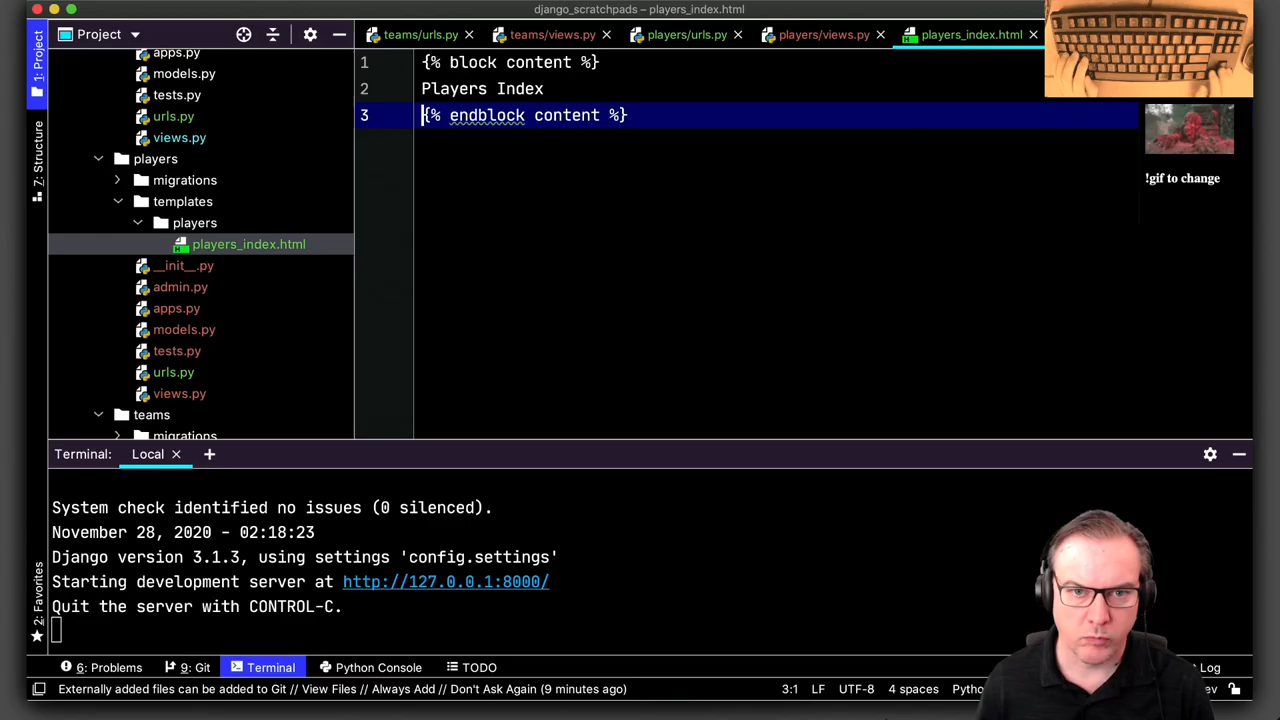 django_scratchpads – players_index.html
Project
teams/urls.py
teams/views.py
players/urls.py
players/views.py
players_index.html
1: Project
7: Structure
2: Favorites
apps.py
models.py
tests.py
urls.py
views.py
players
migrations
templates
players
players_index.html
__init__.py
admin.py
apps.py
models.py
tests.py
urls.py
views.py
teams
migrations
1 {% block content %}
2 Players Index
3 {% endblock content %}
!gif to change
Terminal: Local
System check identified no issues (0 silenced).
November 28, 2020 - 02:18:23
Django version 3.1.3, using settings 'config.settings'
Starting development server at http://127.0.0.1:8000/
Quit the server with CONTROL-C.
6: Problems
9: Git
Terminal
Python Console
TODO
Log
Externally added files can be added to Git // View Files // Always Add // Don't Ask Again (9 minutes ago)
3:1 LF UTF-8 4 spaces